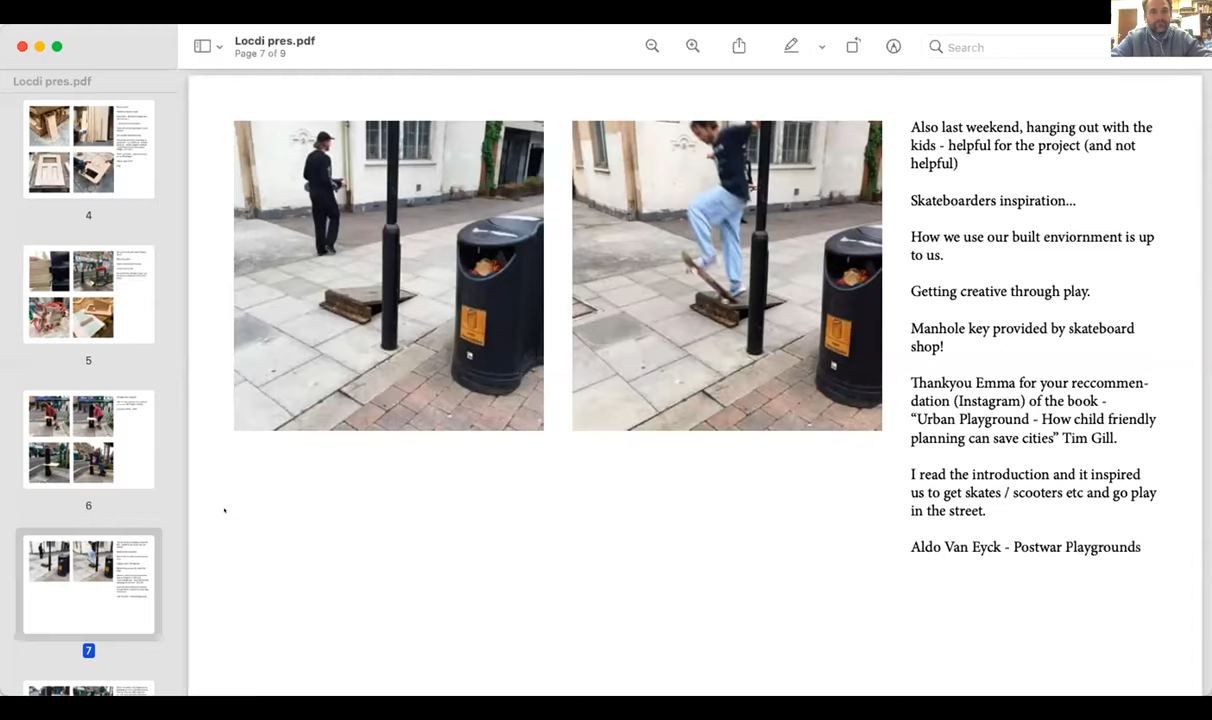 Locdi pres.pdf
Page 7 of 9
Search
Locdi pres.pdf
4
5
6
7
Also last weekend, hanging out with the
kids - helpful for the project (and not
helpful)
Skateboarders inspiration...
How we use our built enviornment is up
to us.
Getting creative through play.
Manhole key provided by skateboard
shop!
Thankyou Emma for your reccommen-
dation (Instagram) of the book -
“Urban Playground - How child friendly
planning can save cities” Tim Gill.
I read the introduction and it inspired
us to get skates / scooters etc and go play
in the street.
Aldo Van Eyck - Postwar Playgrounds